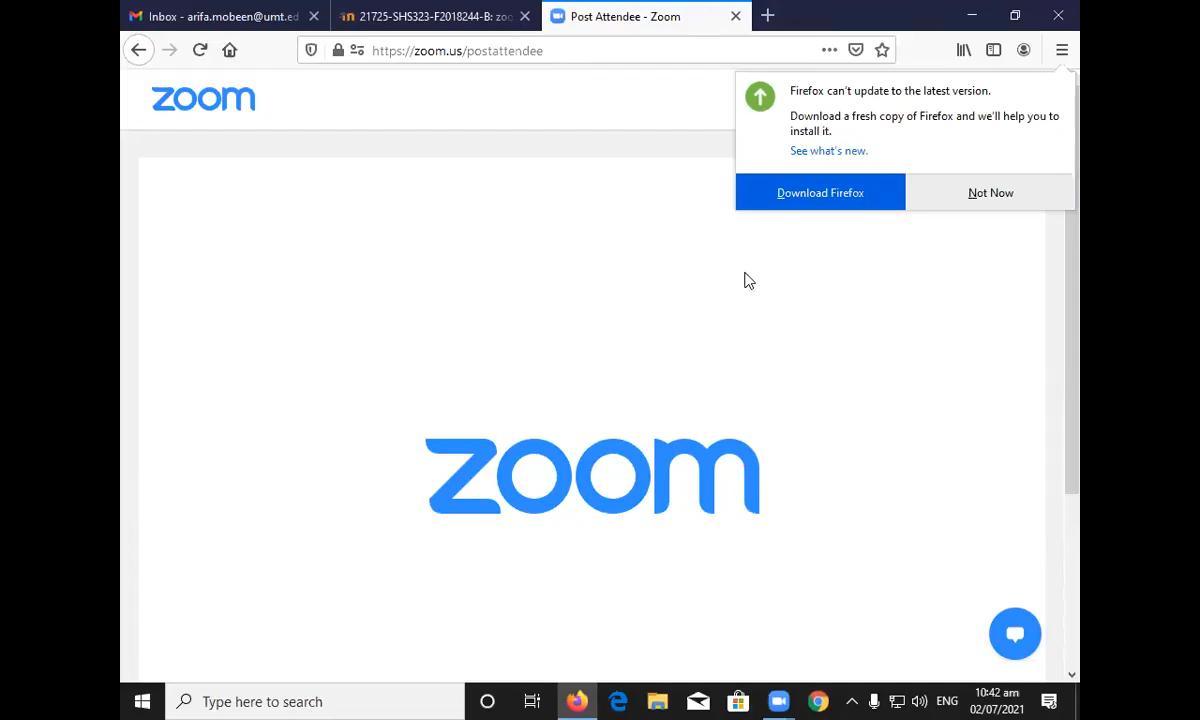 Inbox - arifa.mobeen@umt.ed
21725-SHS323-F2018244-B: zoo
Post Attendee - Zoom
https://zoom.us/postattendee
zoom
Firefox can't update to the latest version.
Download a fresh copy of Firefox and we'll help you to
install it.
See what's new.
Download Firefox
Not Now
zoom
Type here to search
ENG
10:42 am
02/07/2021